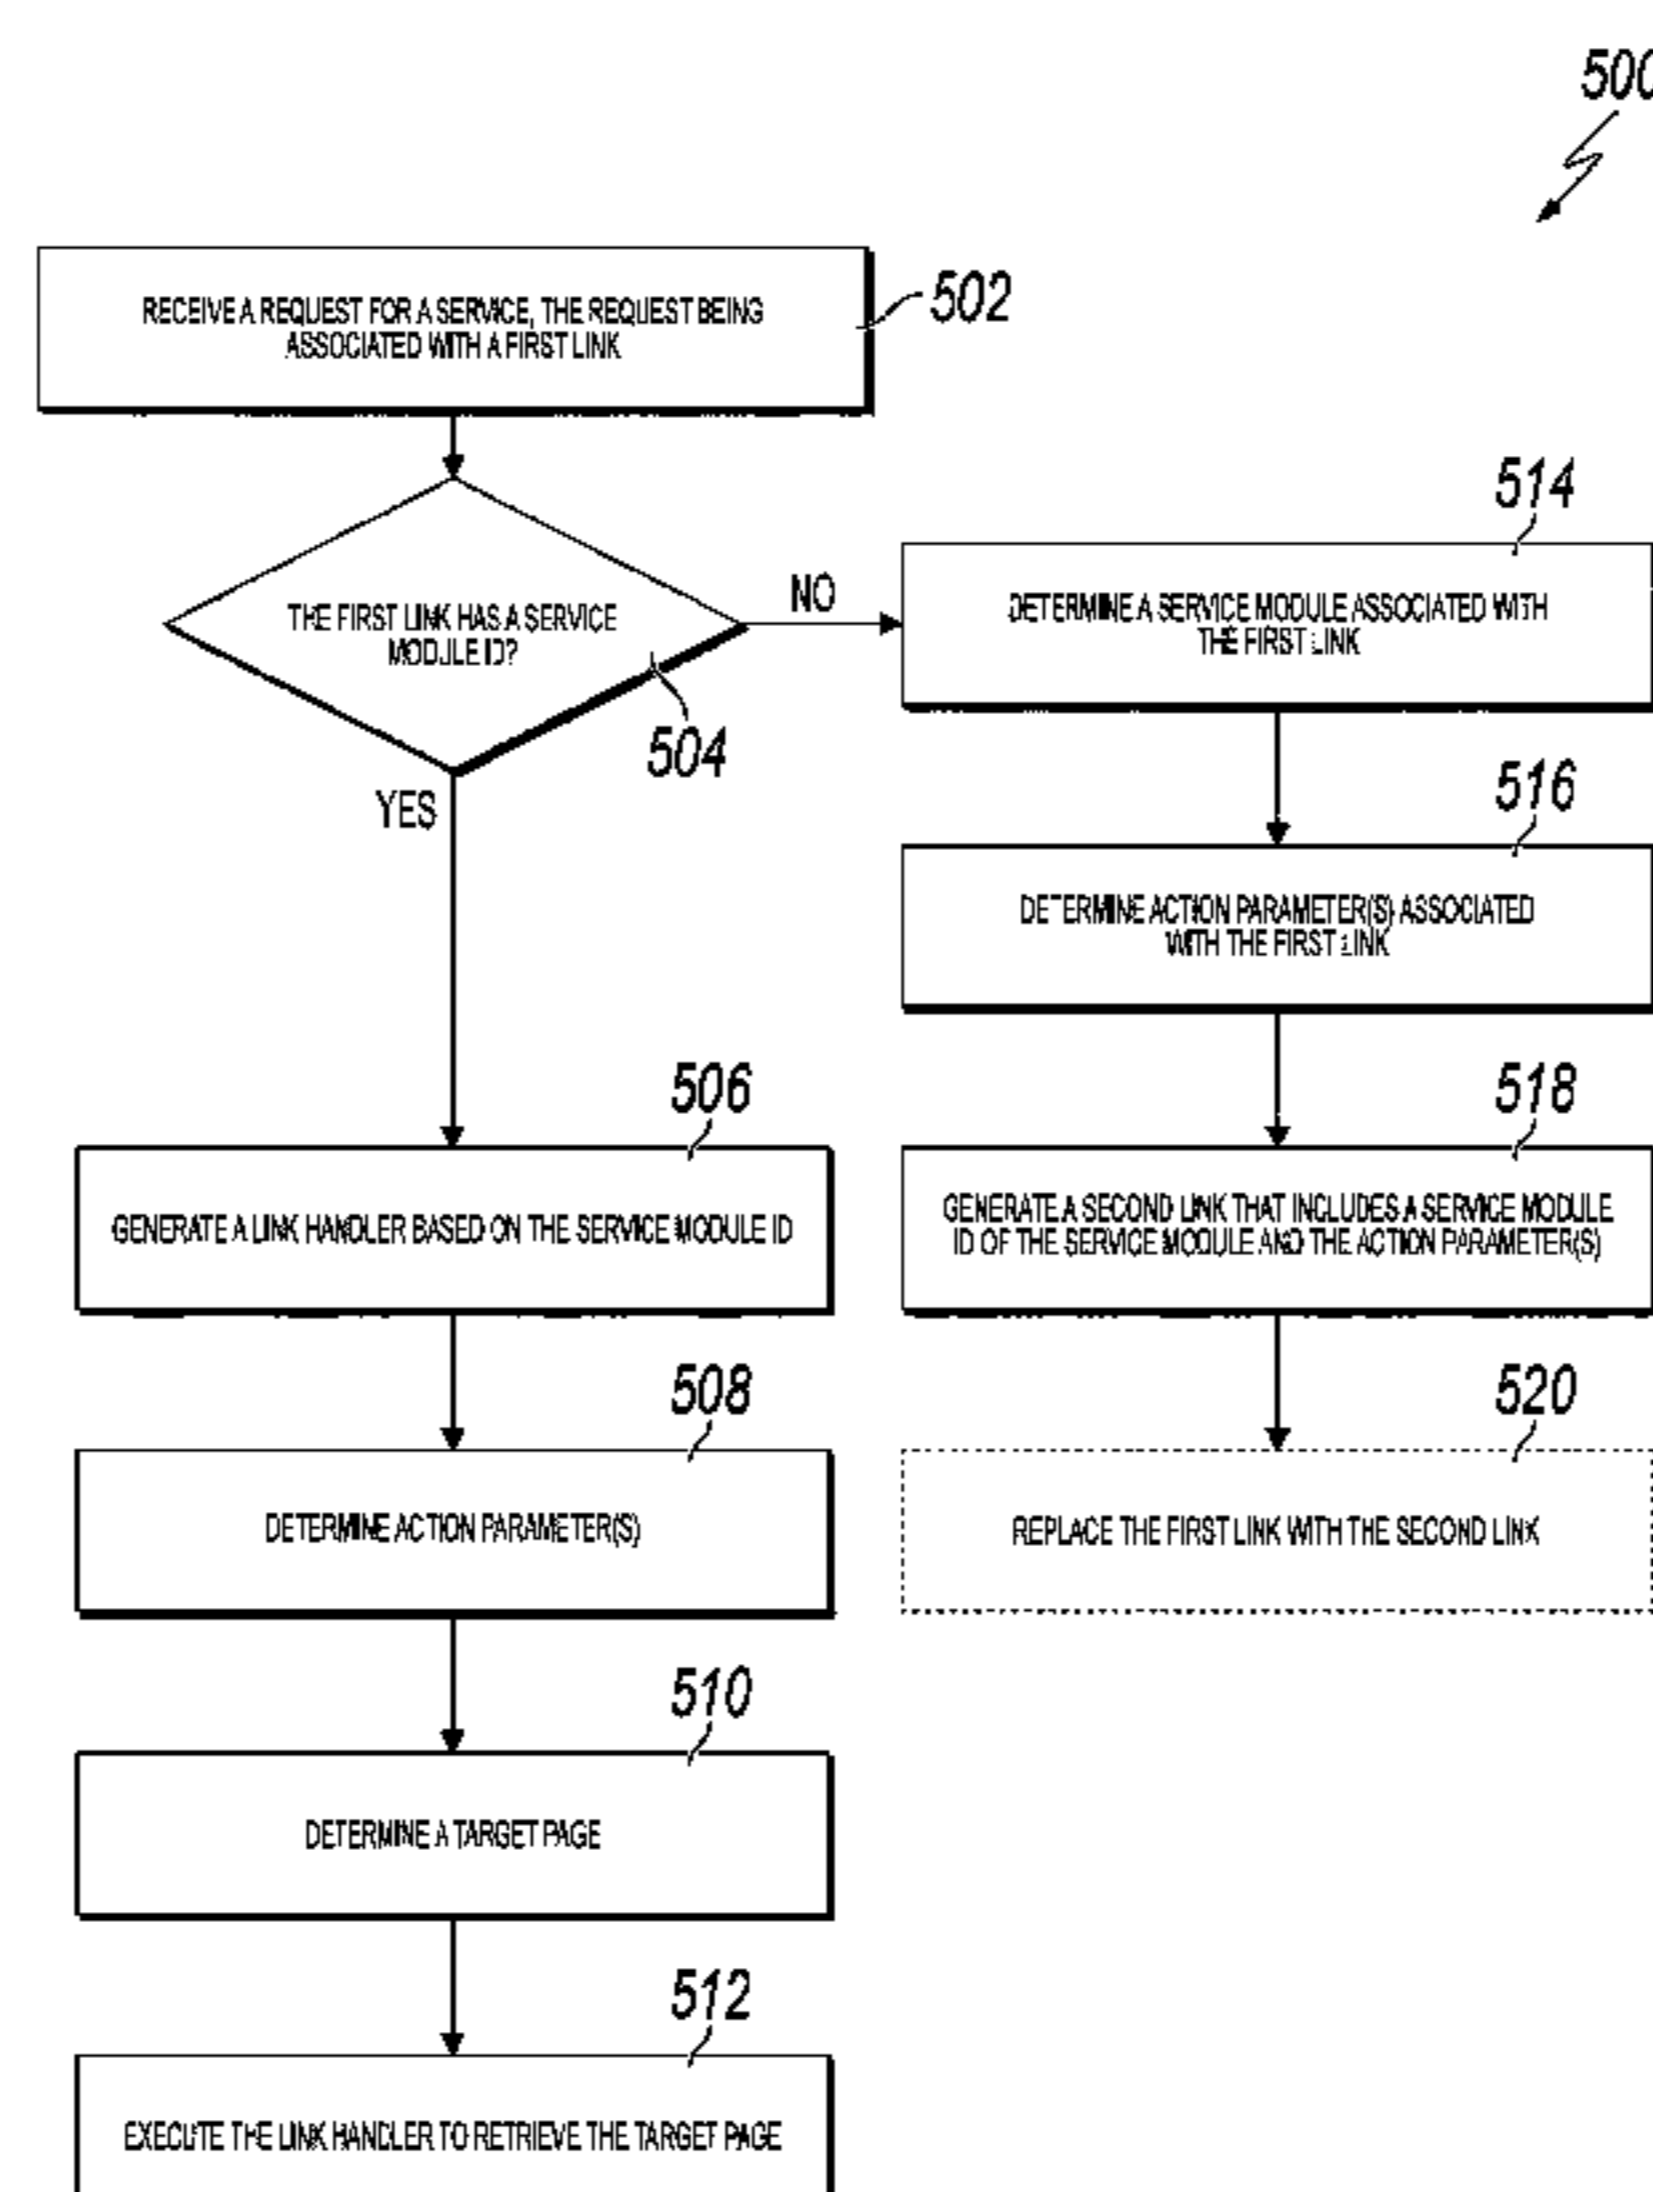 500
RECEIVE A REQUEST FOR A SERVICE, THE REQUEST BEING
ASSOCIATED WITH A FIRST LINK
502
THE FIRST LINK HAS A SERVICE
MODULE ID?
504
NO
YES
514
DETERMINE A SERVICE MODULE ASSOCIATED WITH
THE FIRST LINK
516
DETERMINE ACTION PARAMETER(S) ASSOCIATED
WITH THE FIRST LINK
506
GENERATE A LINK HANDLER BASED ON THE SERVICE MODULE ID
518
GENERATE A SECOND LINK THAT INCLUDES A SERVICE MODULE
ID OF THE SERVICE MODULE AND THE ACTION PARAMETER(S)
508
DETERMINE ACTION PARAMETER(S)
520
REPLACE THE FIRST LINK WITH THE SECOND LINK
510
DETERMINE A TARGET PAGE
512
EXECUTE THE LINK HANDLER TO RETRIEVE THE TARGET PAGE